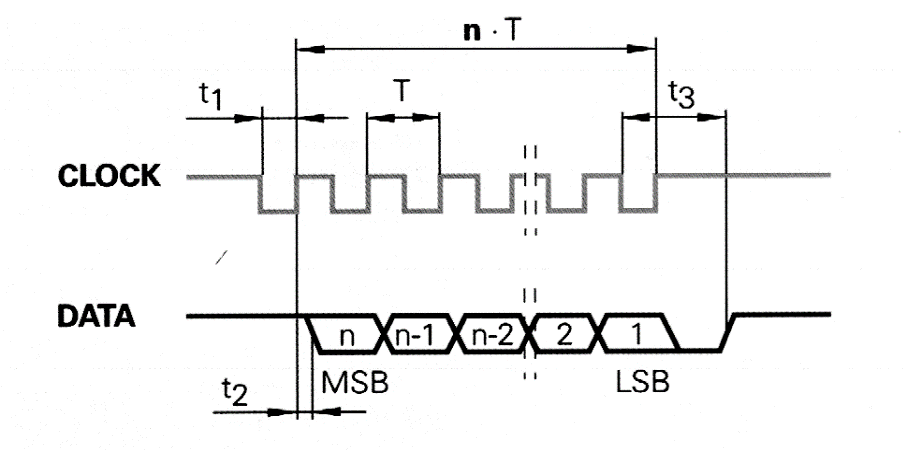 n · T
t1 T t3
CLOCK
DATA n n-1 n-2 2 1
MSB LSB
t2